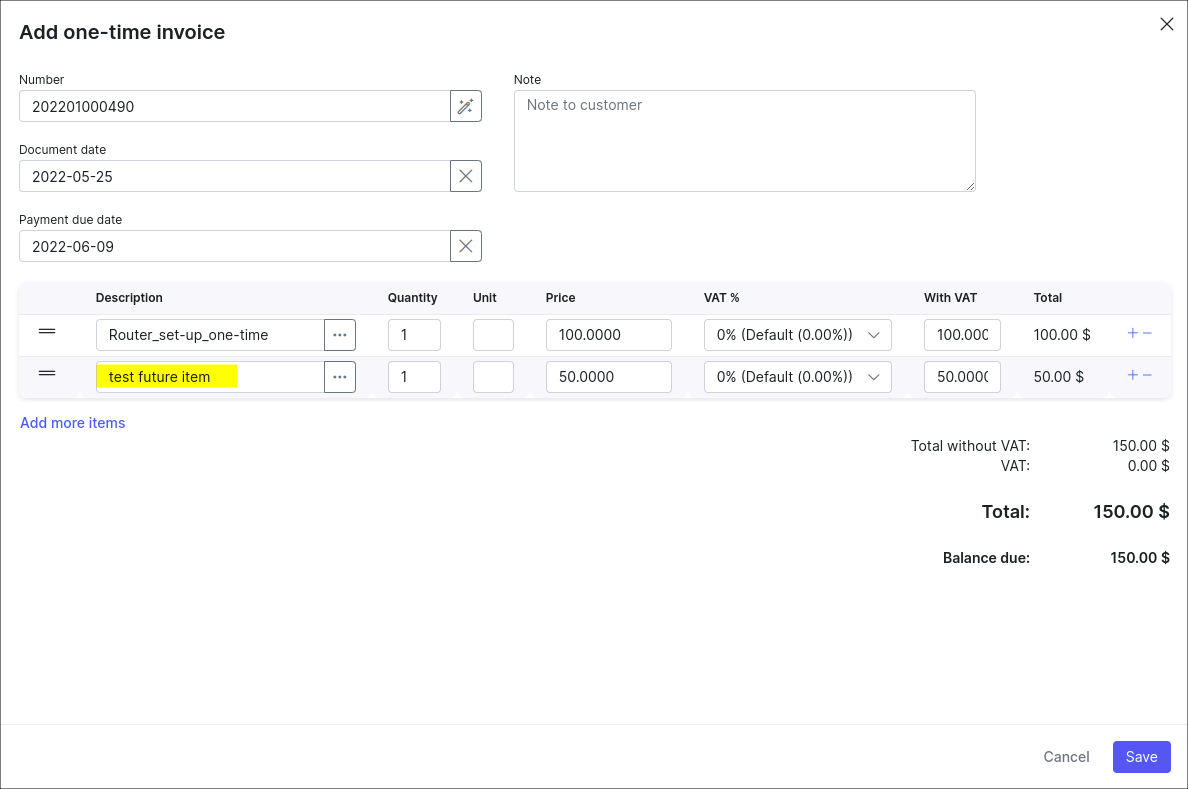 Add one-time invoice
Number
202201000490
Document date
2022-05-25
Payment due date
2022-06-09
Note
Note to customer
Description Quantity Unit Price VAT % With VAT Total
Router_set-up_one-time ... 1 100.0000 0% (Default (0.00%)) 100.000 100.00 $ + −
test future item ... 1 50.0000 0% (Default (0.00%)) 50.0000 50.00 $ + −
Add more items
Total without VAT: 150.00 $
VAT: 0.00 $
Total: 150.00 $
Balance due: 150.00 $
Cancel Save